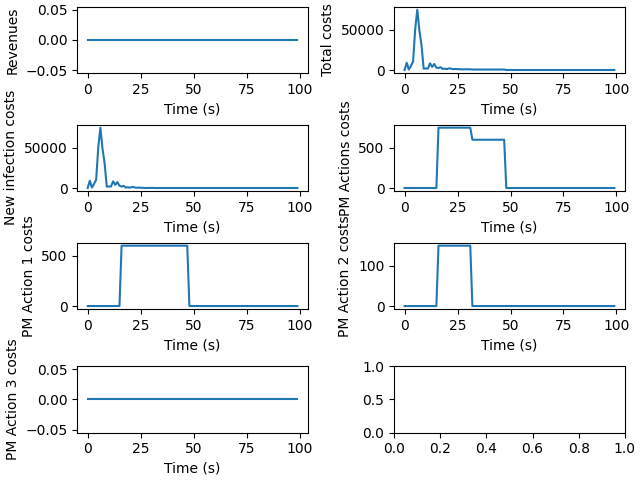 Revenues
0.05
0.00
−0.05
0 25 50 75 100
Time (s)
Total costs
50000
0
0 25 50 75 100
Time (s)
New infection costs
50000
0
0 25 50 75 100
Time (s)
PM Actions costs
500
0
0 25 50 75 100
Time (s)
PM Action 1 costs
500
0
0 25 50 75 100
Time (s)
PM Action 2 costs
100
0
0 25 50 75 100
Time (s)
PM Action 3 costs
0.05
0.00
−0.05
0 25 50 75 100
Time (s)
1.0
0.5
0.0
0.0 0.2 0.4 0.6 0.8 1.0